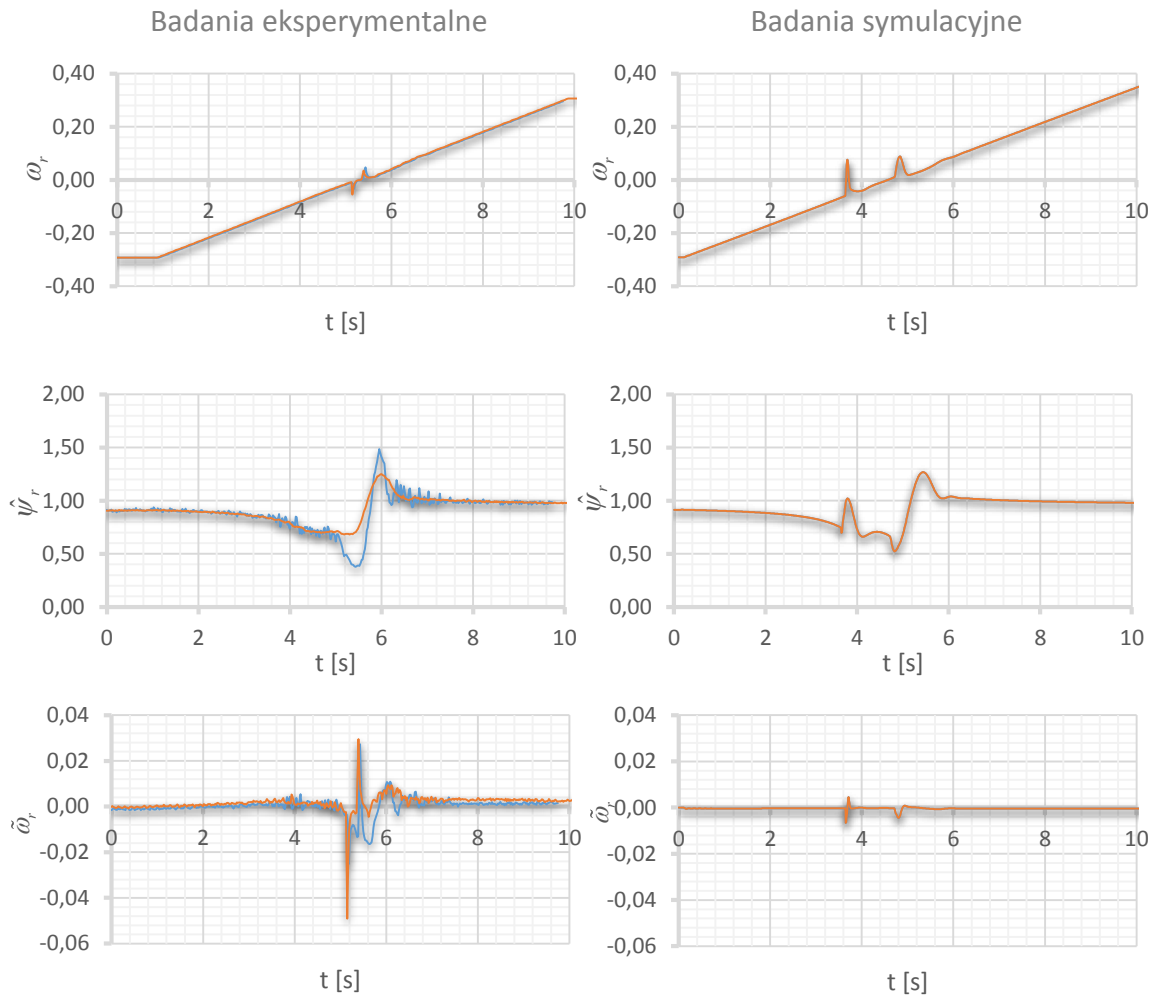 Badania eksperymentalne
Badania symulacyjne
0,40
0,20
0,00
-0,20
-0,40
0 2 4 6 8 10
ω_r
t [s]
0,40
0,20
0,00
-0,20
-0,40
0 2 4 6 8 10
ω_r
t [s]
2,00
1,50
1,00
0,50
0,00
0 2 4 6 8 10
ψ̂_r
t [s]
2,00
1,50
1,00
0,50
0,00
0 2 4 6 8 10
ψ̂_r
t [s]
0,04
0,02
0,00
-0,02
-0,04
-0,06
0 2 4 6 8 10
ω̃_r
t [s]
0,04
0,02
0,00
-0,02
-0,04
-0,06
0 2 4 6 8 10
ω̃_r
t [s]